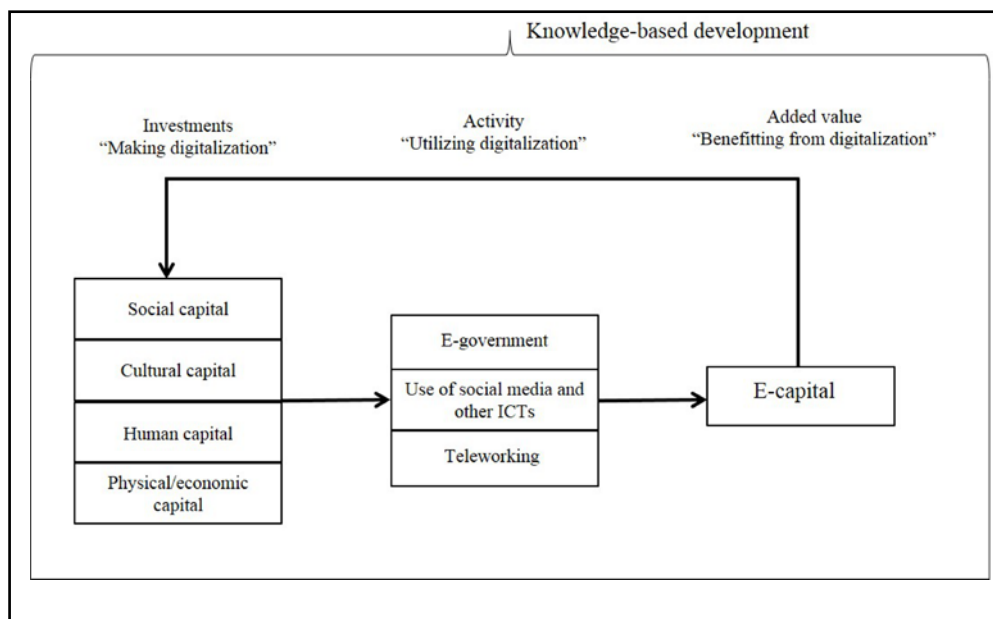 Knowledge-based development
Investments
“Making digitalization”
Activity
“Utilizing digitalization”
Added value
“Benefitting from digitalization”
Social capital
Cultural capital
Human capital
Physical/economic
capital
E-government
Use of social media and
other ICTs
Teleworking
E-capital